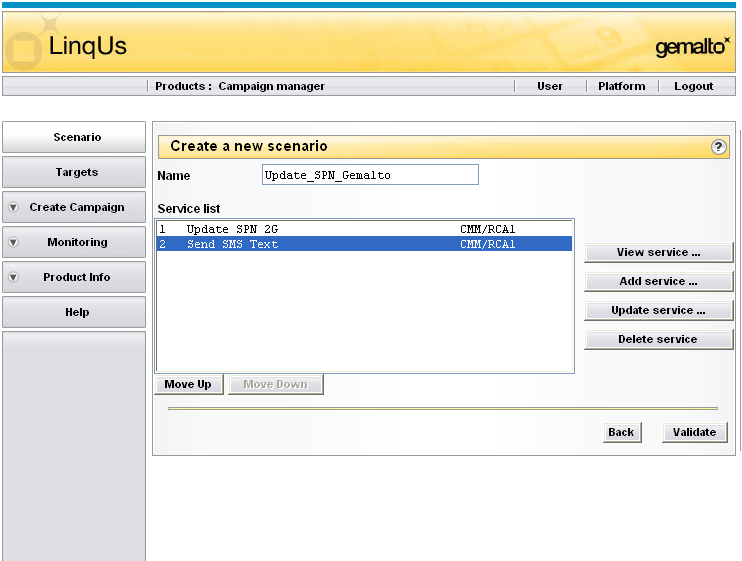 LinqUs
gemalto
Products : Campaign manager User Platform Logout
Scenario
Targets
Create Campaign
Monitoring
Product Info
Help
Create a new scenario ?
Name Update_SPN_Gemalto
Service list
1 Update SPN 2G CMM/RCA1
2 Send SMS Text CMM/RCA1
View service ...
Add service ...
Update service ...
Delete service
Move Up Move Down
Back Validate